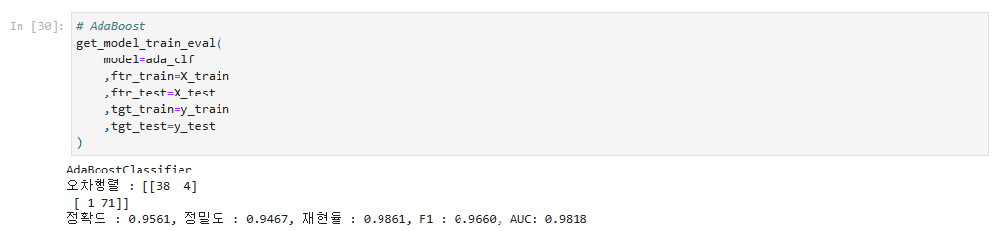 In [30]:
# AdaBoost
get_model_train_eval(
    model=ada_clf
    ,ftr_train=X_train
    ,ftr_test=X_test
    ,tgt_train=y_train
    ,tgt_test=y_test
)
AdaBoostClassifier
오차행렬 : [[38  4]
 [ 1 71]]
정확도 : 0.9561, 정밀도 : 0.9467, 재현율 : 0.9861, F1 : 0.9660, AUC: 0.9818